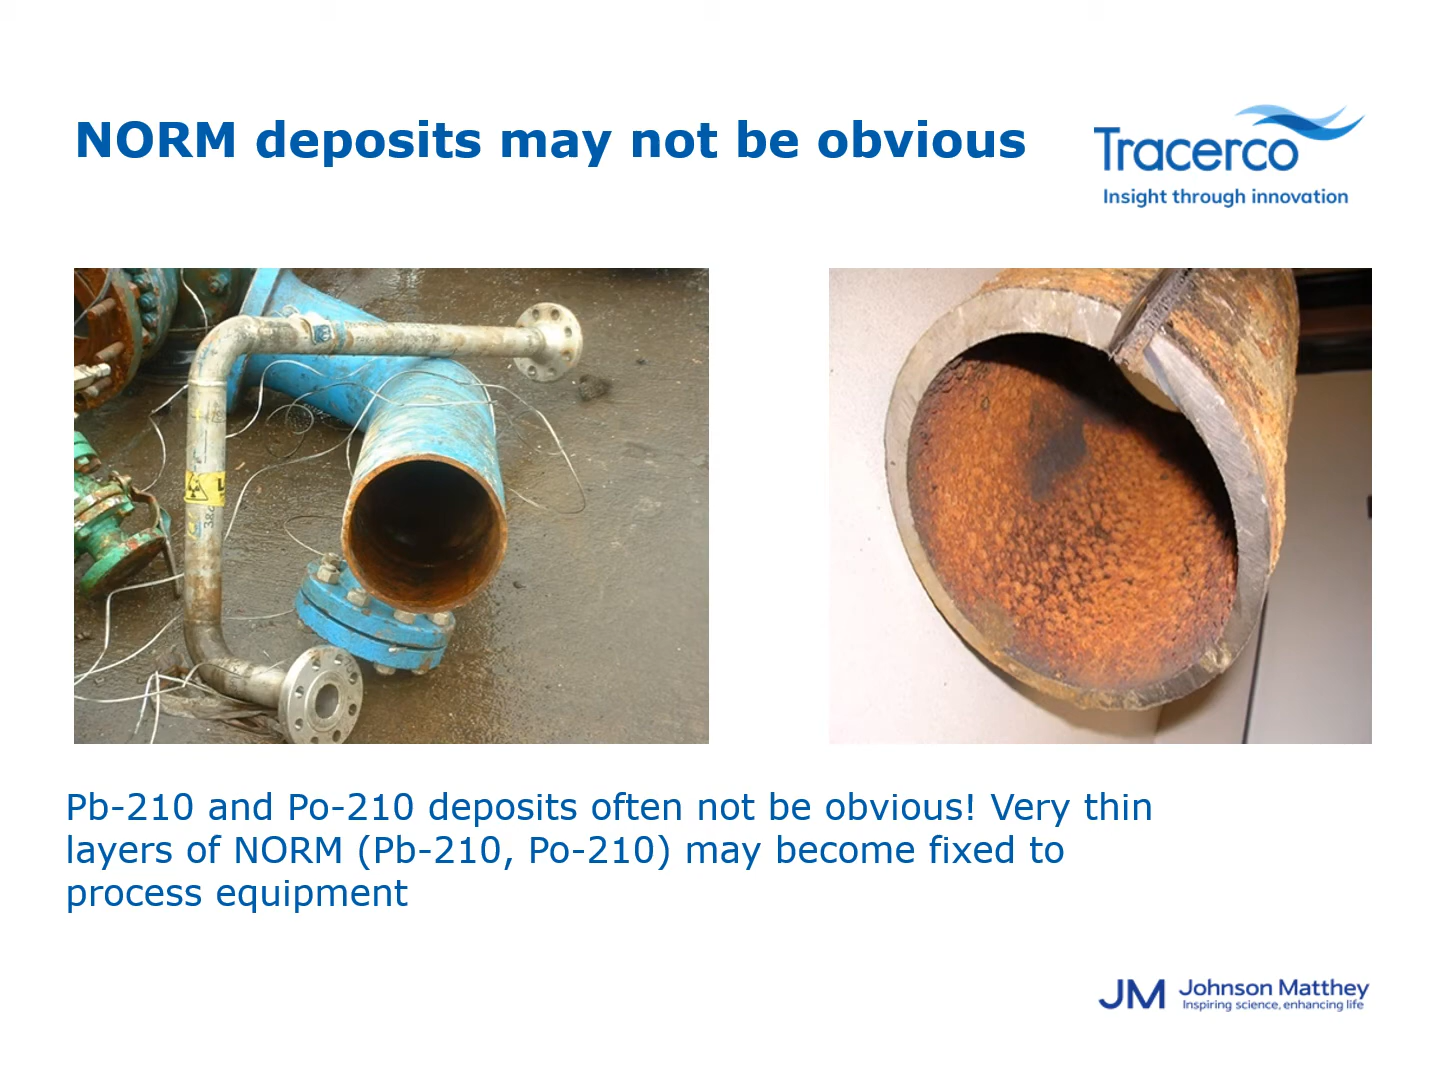 NORM deposits may not be obvious
Tracerco
Insight through innovation
Pb-210 and Po-210 deposits often not be obvious! Very thin
layers of NORM (Pb-210, Po-210) may become fixed to
process equipment
JM Johnson Matthey
Inspiring science, enhancing life